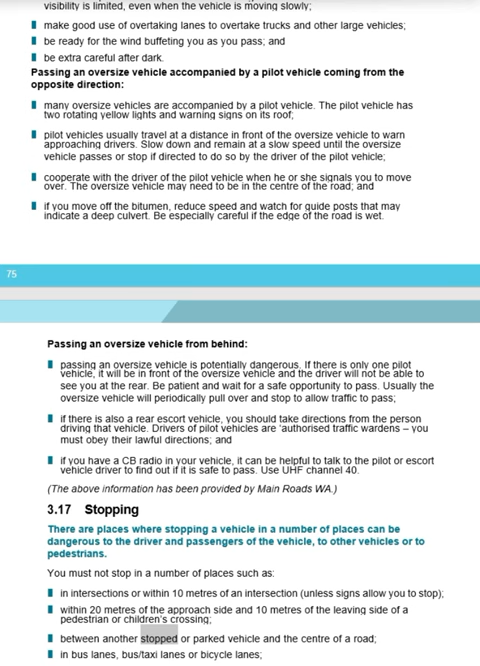 visibility is limited, even when the vehicle is moving slowly;
make good use of overtaking lanes to overtake trucks and other large vehicles;
be ready for the wind buffeting you as you pass; and
be extra careful after dark.
Passing an oversize vehicle accompanied by a pilot vehicle coming from the
opposite direction:
many oversize vehicles are accompanied by a pilot vehicle. The pilot vehicle has
two rotating yellow lights and warning signs on its roof;
pilot vehicles usually travel at a distance in front of the oversize vehicle to warn
approaching drivers. Slow down and remain at a slow speed until the oversize
vehicle passes or stop if directed to do so by the driver of the pilot vehicle;
cooperate with the driver of the pilot vehicle when he or she signals you to move
over. The oversize vehicle may need to be in the centre of the road; and
if you move off the bitumen, reduce speed and watch for guide posts that may
indicate a deep culvert. Be especially careful if the edge of the road is wet.
75
Passing an oversize vehicle from behind:
passing an oversize vehicle is potentially dangerous. If there is only one pilot
vehicle, it will be in front of the oversize vehicle and the driver will not be able to
see you at the rear. Be patient and wait for a safe opportunity to pass. Usually the
oversize vehicle will periodically pull over and stop to allow traffic to pass;
if there is also a rear escort vehicle, you should take directions from the person
driving that vehicle. Drivers of pilot vehicles are 'authorised traffic wardens – you
must obey their lawful directions; and
if you have a CB radio in your vehicle, it can be helpful to talk to the pilot or escort
vehicle driver to find out if it is safe to pass. Use UHF channel 40.
(The above information has been provided by Main Roads WA.)
3.17 Stopping
There are places where stopping a vehicle in a number of places can be
dangerous to the driver and passengers of the vehicle, to other vehicles or to
pedestrians.
You must not stop in a number of places such as:
in intersections or within 10 metres of an intersection (unless signs allow you to stop);
within 20 metres of the approach side and 10 metres of the leaving side of a
pedestrian or children's crossing;
between another stopped or parked vehicle and the centre of a road;
in bus lanes, bus/taxi lanes or bicycle lanes;